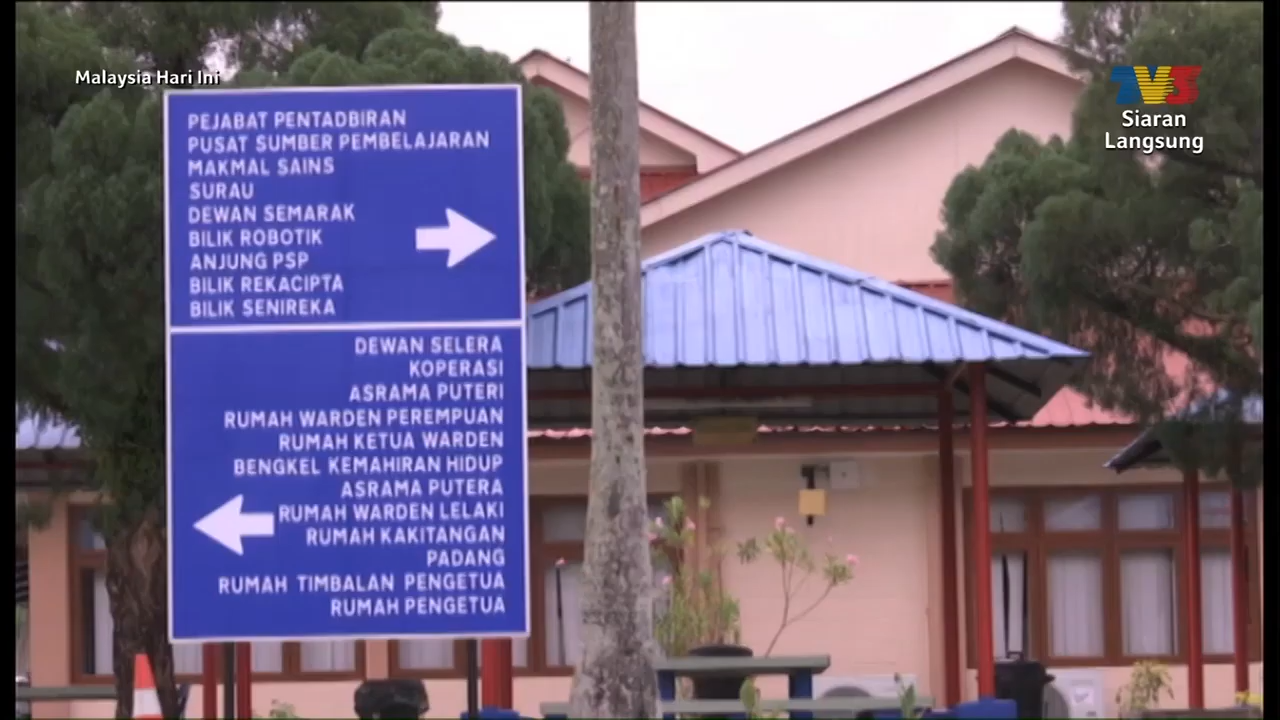 Malaysia Hari Ini
TV3
Siaran
Langsung
PEJABAT PENTADBIRAN
PUSAT SUMBER PEMBELAJARAN
MAKMAL SAINS
SURAU
DEWAN SEMARAK
BILIK ROBOTIK
ANJUNG PSP
BILIK REKACIPTA
BILIK SENIREKA
DEWAN SELERA
KOPERASI
ASRAMA PUTERI
RUMAH WARDEN PEREMPUAN
RUMAH KETUA WARDEN
BENGKEL KEMAHIRAN HIDUP
ASRAMA PUTERA
RUMAH WARDEN LELAKI
RUMAH KAKITANGAN
PADANG
RUMAH TIMBALAN PENGETUA
RUMAH PENGETUA